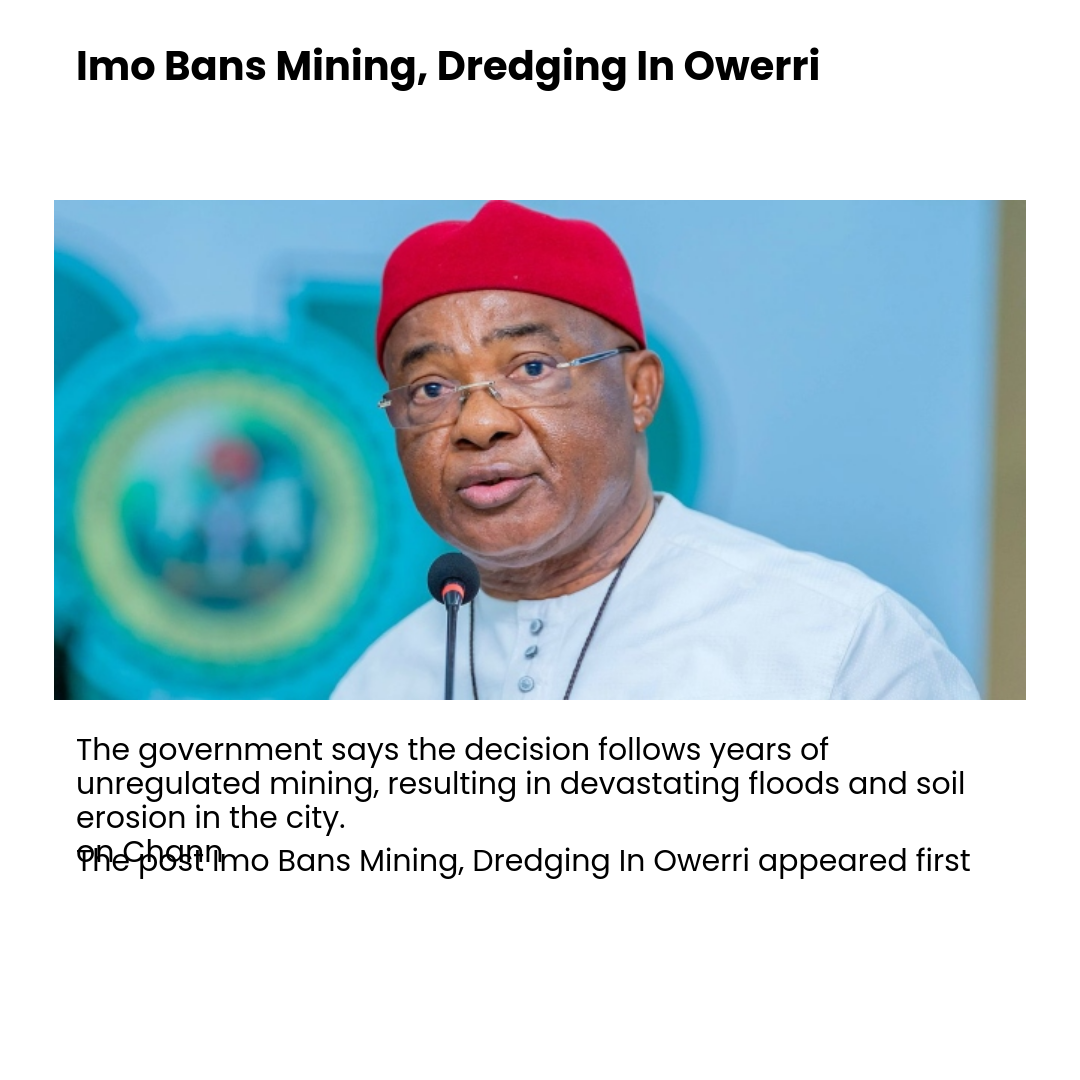 Imo Bans Mining, Dredging In Owerri
The government says the decision follows years of
unregulated mining, resulting in devastating floods and soil
erosion in the city.
on Chann
The post Imo Bans Mining, Dredging In Owerri appeared first